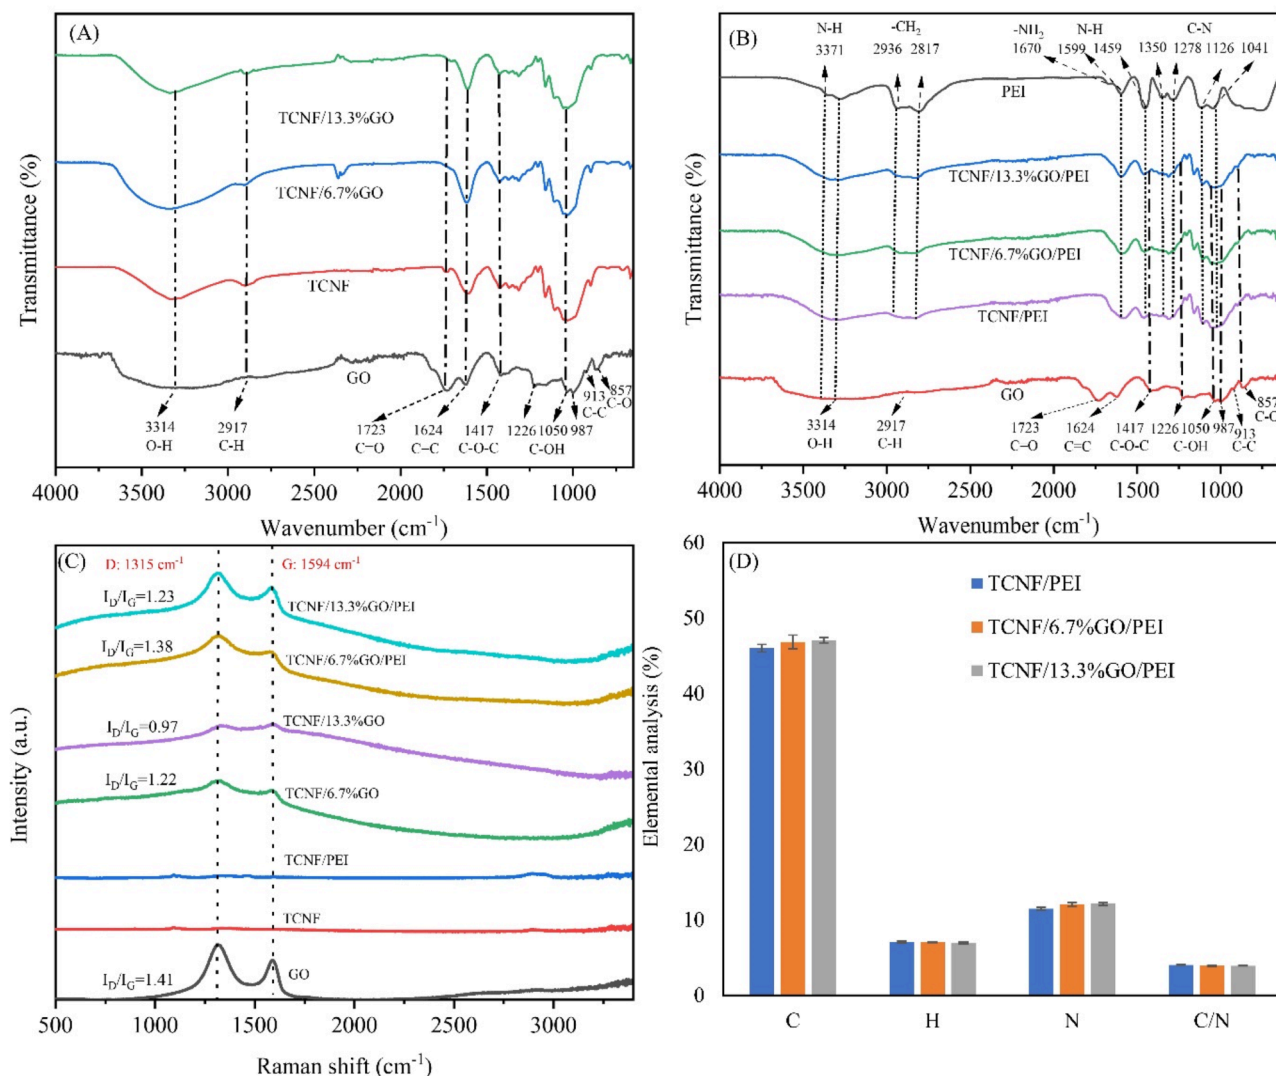 (A)
TCNF/13.3%GO
TCNF/6.7%GO
TCNF
GO
913
C-C
857
C-O
3314
O-H
2917
C-H
1723
C=O
1624
C=C
1417
C-O-C
1226
1050
987
C-OH
4000 3500 3000 2500 2000 1500 1000
Wavenumber (cm-1)
Transmittance (%)
(B)
N-H
3371
-CH2
2936 2817
-NH2
1670
N-H
1599
1459
C-N
1350 1278 1126 1041
PEI
TCNF/13.3%GO/PEI
TCNF/6.7%GO/PEI
TCNF/PEI
GO
857
C-O
3314
O-H
2917
C-H
1723
C=O
1624
C=C
1417
C-O-C
1226 1050 987
C-OH
913
C-C
4000 3500 3000 2500 2000 1500 1000
Wavenumber (cm-1)
Transmittance (%)
(C)
D: 1315 cm-1
G: 1594 cm-1
ID/IG=1.23
TCNF/13.3%GO/PEI
ID/IG=1.38
TCNF/6.7%GO/PEI
ID/IG=0.97
TCNF/13.3%GO
ID/IG=1.22
TCNF/6.7%GO
TCNF/PEI
TCNF
ID/IG=1.41
GO
500 1000 1500 2000 2500 3000
Raman shift (cm-1)
Intensity (a.u.)
(D)
TCNF/PEI
TCNF/6.7%GO/PEI
TCNF/13.3%GO/PEI
60
50
40
30
20
10
0
C H N C/N
Elemental analysis (%)